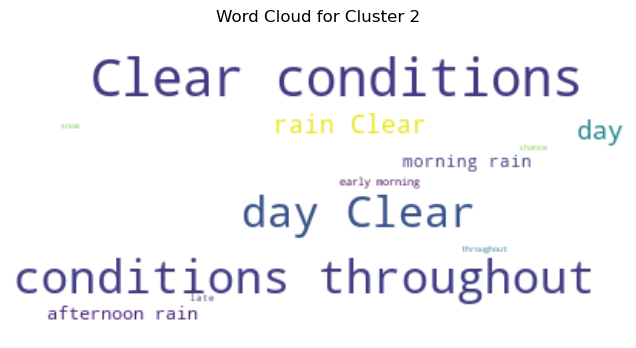 Word Cloud for Cluster 2
Clear conditions
snow
rain Clear
day
chance
morning rain
early morning
day Clear
throughout
conditions throughout
late
afternoon rain